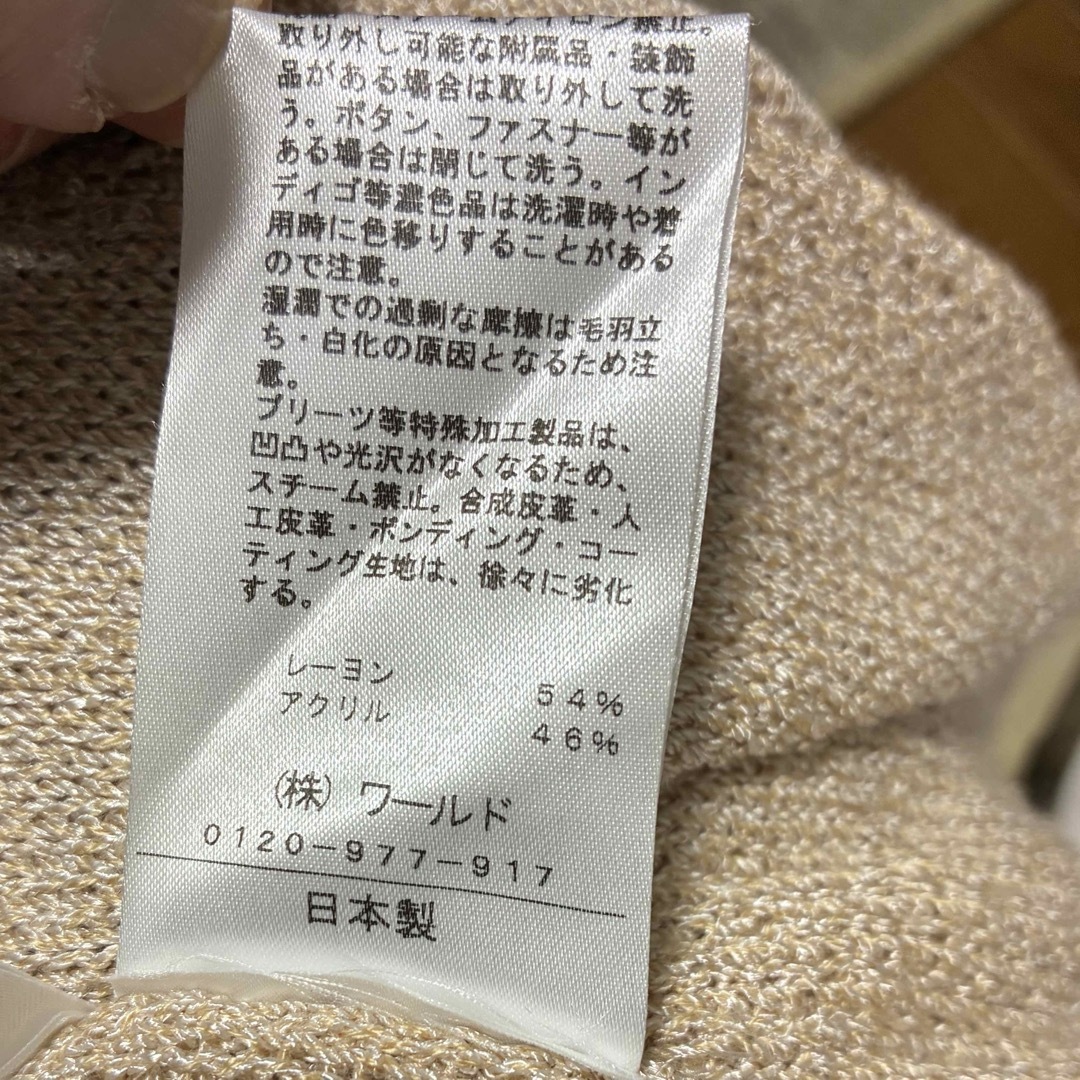 ムアイロン禁止。
取り外し可能な附属品・装飾
品がある場合は取り外して洗
う。ボタン、ファスナー等が
ある場合は閉じて洗う。イン
ディゴ等濃色品は洗濯時や着
用時に色移りすることがある
ので注意。
湿潤での過剰な摩擦は毛羽立
ち・白化の原因となるため注
意。
プリーツ等特殊加工製品は、
凹凸や光沢がなくなるため、
スチーム禁止。合成皮革・人
工皮革・ボンディング・コー
ティング生地は、徐々に劣化
する。
レーヨン 54%
アクリル 46%
(株) ワールド
0120-977-917
日本製